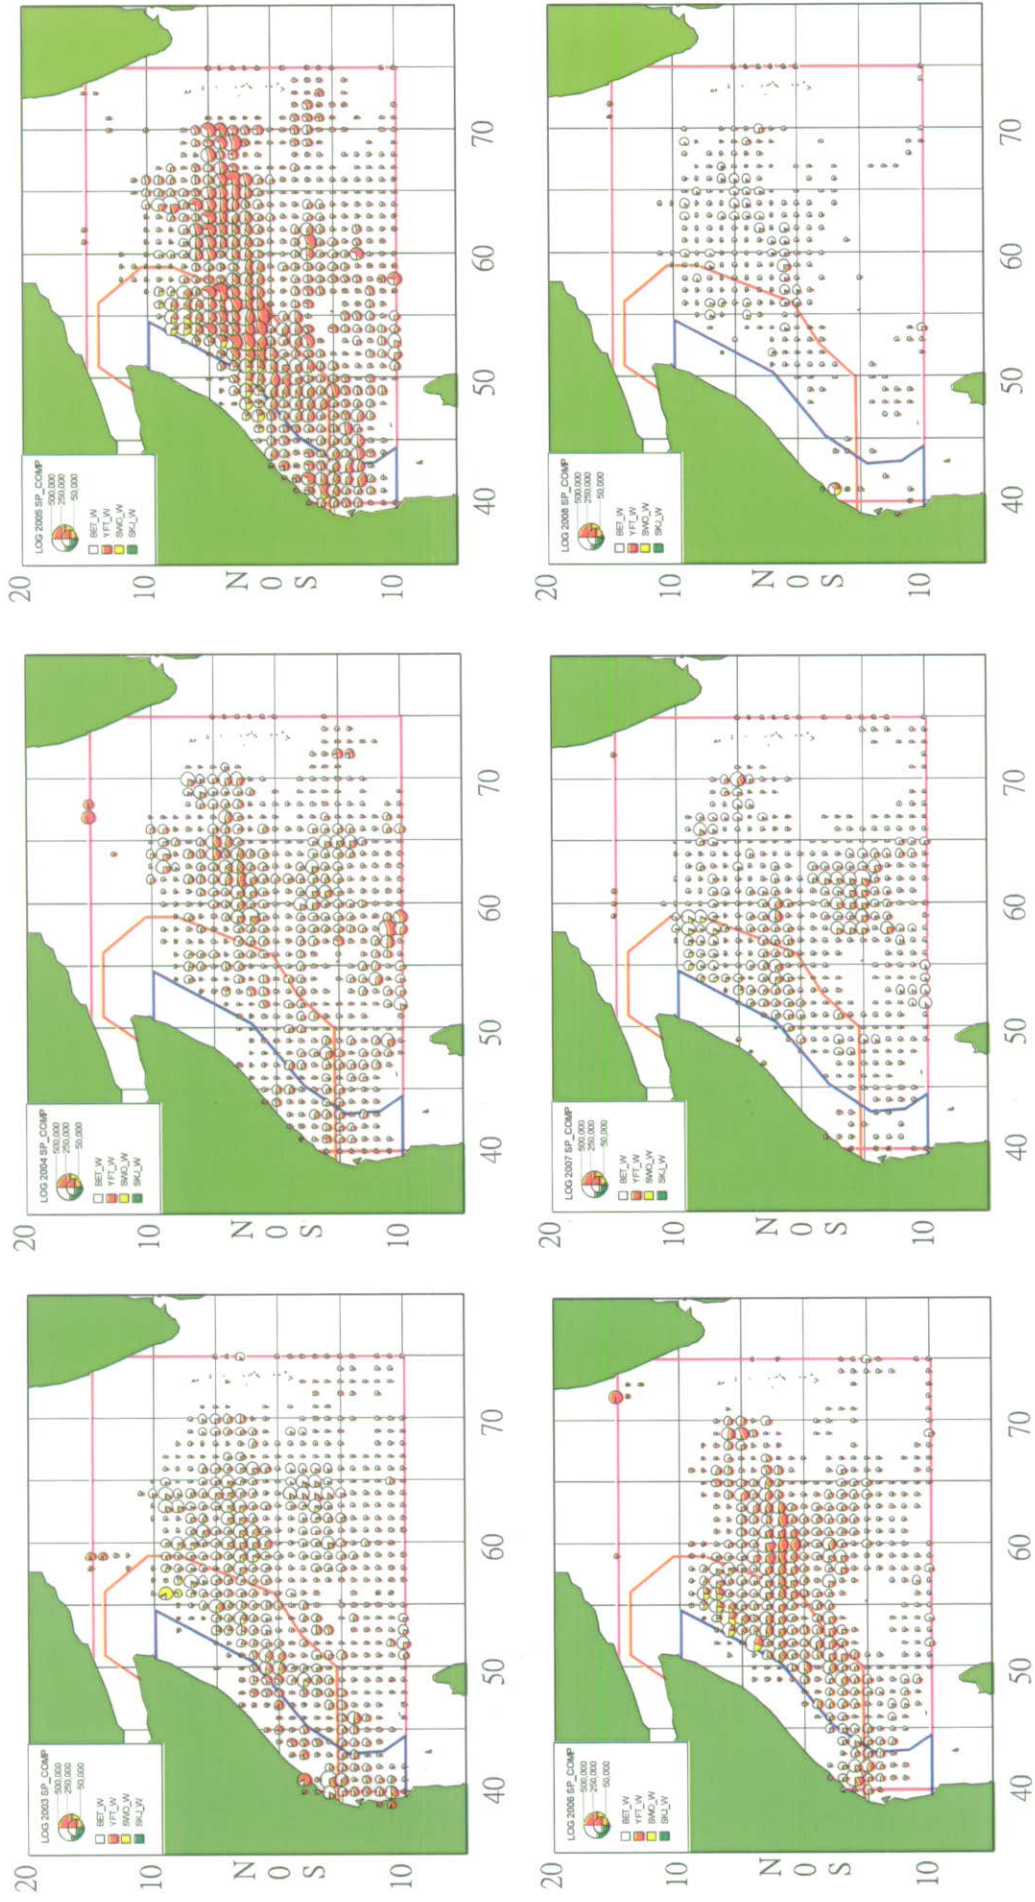 LOG 2003 SP_COMP
500,000
250,000
50,000
BET_W
YFT_W
SWO_W
SKJ_W
20
10
N
0
S
10
40
50
60
70
LOG 2004 SP_COMP
500,000
250,000
50,000
BET_W
YFT_W
SWO_W
SKJ_W
20
10
N
0
S
10
40
50
60
70
LOG 2005 SP_COMP
500,000
250,000
50,000
BET_W
YFT_W
SWO_W
SKJ_W
20
10
N
0
S
10
40
50
60
70
LOG 2006 SP_COMP
500,000
250,000
50,000
BET_W
YFT_W
SWO_W
SKJ_W
20
10
N
0
S
10
40
50
60
70
LOG 2007 SP_COMP
500,000
250,000
50,000
BET_W
YFT_W
SWO_W
SKJ_W
20
10
N
0
S
10
40
50
60
70
LOG 2008 SP_COMP
500,000
250,000
50,000
BET_W
YFT_W
SWO_W
SKJ_W
20
10
N
0
S
10
40
50
60
70